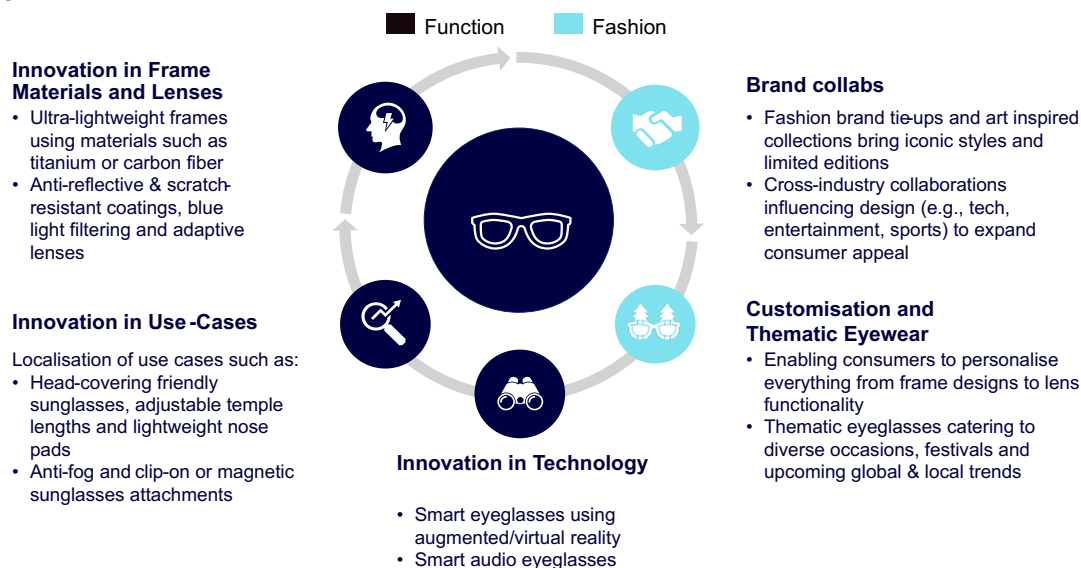 Function
Fashion
Innovation in Frame
Materials and Lenses
• Ultra-lightweight frames
using materials such as
titanium or carbon fiber
• Anti-reflective & scratch-
resistant coatings, blue
light filtering and adaptive
lenses
Innovation in Use-Cases
Localisation of use cases such as:
• Head-covering friendly
sunglasses, adjustable temple
lengths and lightweight nose
pads
• Anti-fog and clip-on or magnetic
sunglasses attachments
Innovation in Technology
• Smart eyeglasses using
augmented/virtual reality
• Smart audio eyeglasses
Brand collabs
• Fashion brand tie-ups and art inspired
collections bring iconic styles and
limited editions
• Cross-industry collaborations
influencing design (e.g., tech,
entertainment, sports) to expand
consumer appeal
Customisation and
Thematic Eyewear
• Enabling consumers to personalise
everything from frame designs to lens
functionality
• Thematic eyeglasses catering to
diverse occasions, festivals and
upcoming global & local trends